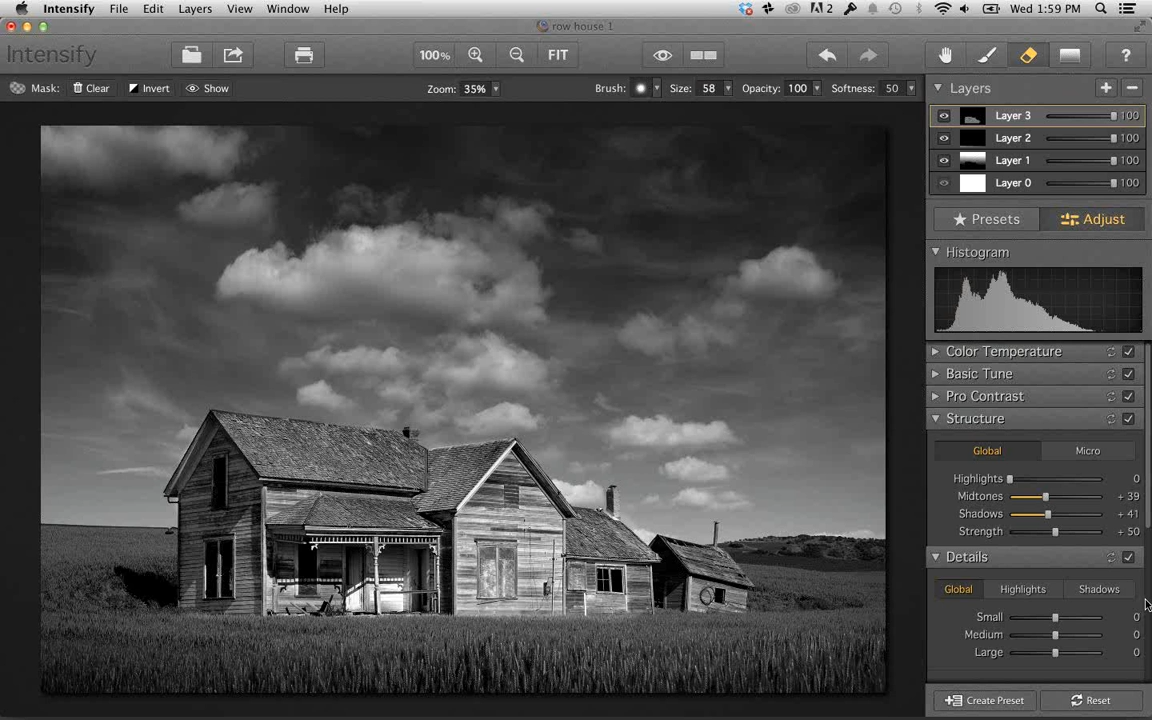 Intensify File Edit Layers View Window Help 2 Wed 1:59 PM
row house 1
Intensify 100% FIT ?
Mask: Clear Invert Show Zoom: 35% Brush: Size: 58 Opacity: 100 Softness: 50
Layers
Layer 3 100
Layer 2 100
Layer 1 100
Layer 0 100
Presets Adjust
Histogram
Color Temperature
Basic Tune
Pro Contrast
Structure
Global Micro
Highlights 0
Midtones + 39
Shadows + 41
Strength + 50
Details
Global Highlights Shadows
Small 0
Medium 0
Large 0
Create Preset Reset